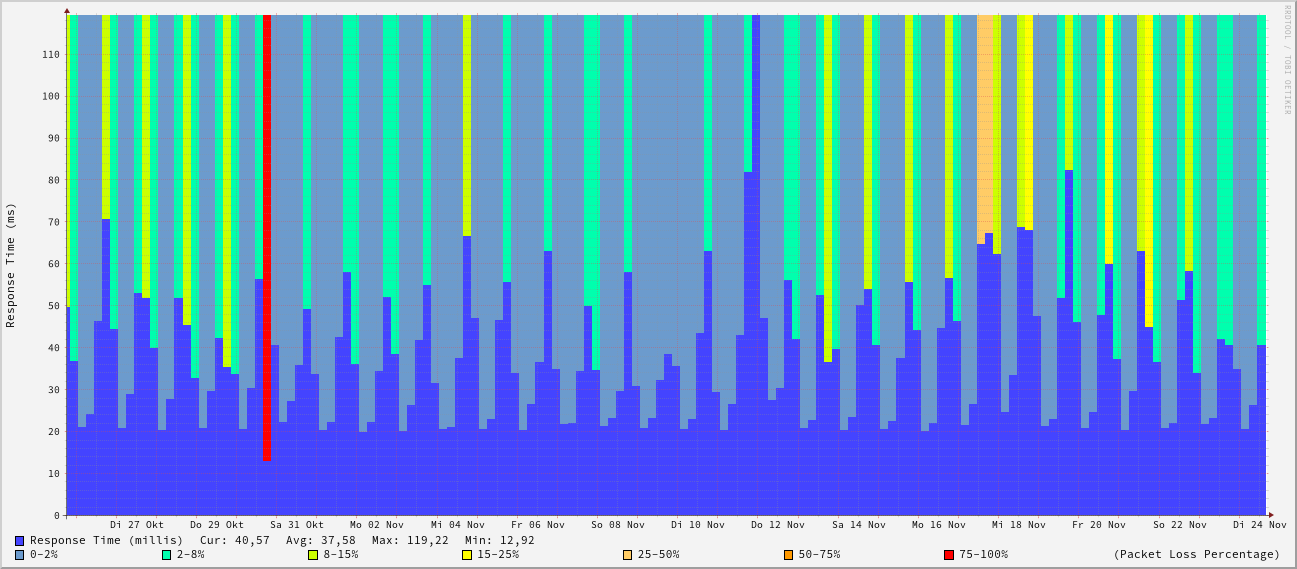 RRDTOOL / TOBI OETIKER
Response Time (ms)
110
100
90
80
70
60
50
40
30
20
10
0
Di 27 Okt Do 29 Okt Sa 31 Okt Mo 02 Nov Mi 04 Nov Fr 06 Nov So 08 Nov Di 10 Nov Do 12 Nov Sa 14 Nov Mo 16 Nov Mi 18 Nov Fr 20 Nov So 22 Nov Di 24 Nov
Response Time (millis) Cur: 40,57 Avg: 37,58 Max: 119,22 Min: 12,92
0-2% 2-8% 8-15% 15-25% 25-50% 50-75% 75-100% (Packet Loss Percentage)